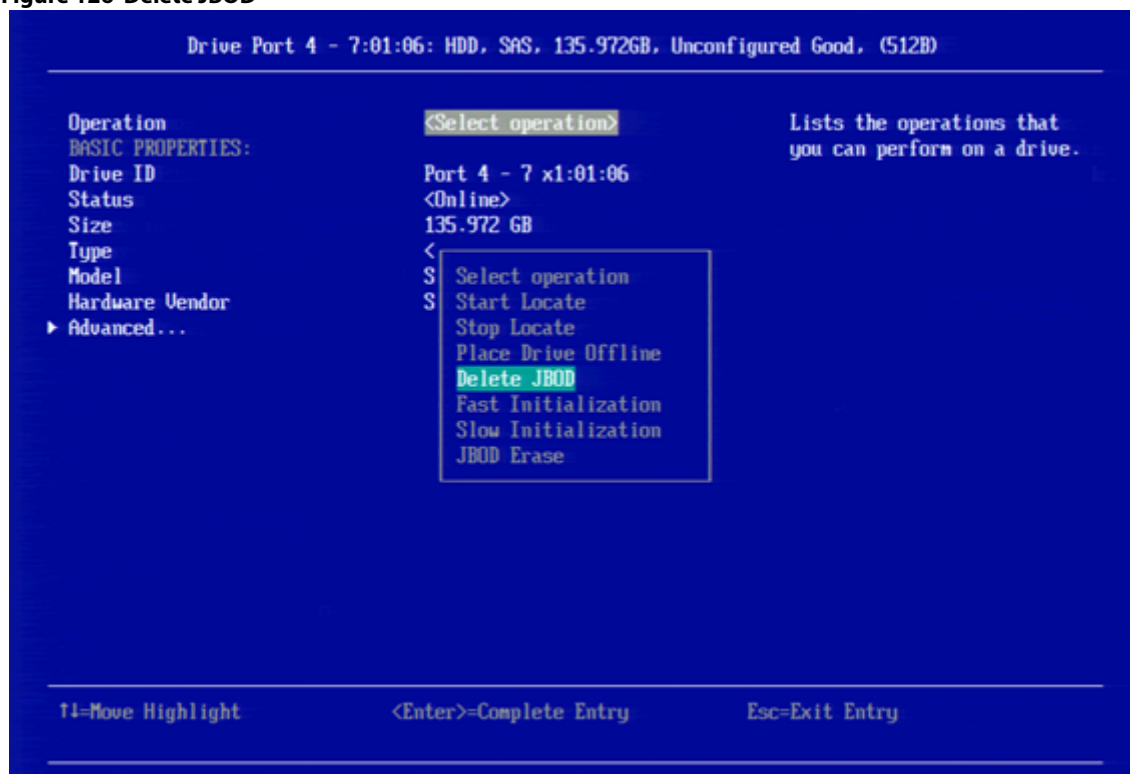 Drive Port 4 - 7:01:06: HDD, SAS, 135.972GB, Unconfigured Good, (512B)
Operation <Select operation> Lists the operations that
BASIC PROPERTIES: you can perform on a drive.
Drive ID Port 4 - 7 x1:01:06
Status <Online>
Size 135.972 GB
Type <
Model S
Hardware Vendor S
▶ Advanced...
Select operation
Start Locate
Stop Locate
Place Drive Offline
Delete JBOD
Fast Initialization
Slow Initialization
JBOD Erase
↑↓=Move Highlight <Enter>=Complete Entry Esc=Exit Entry